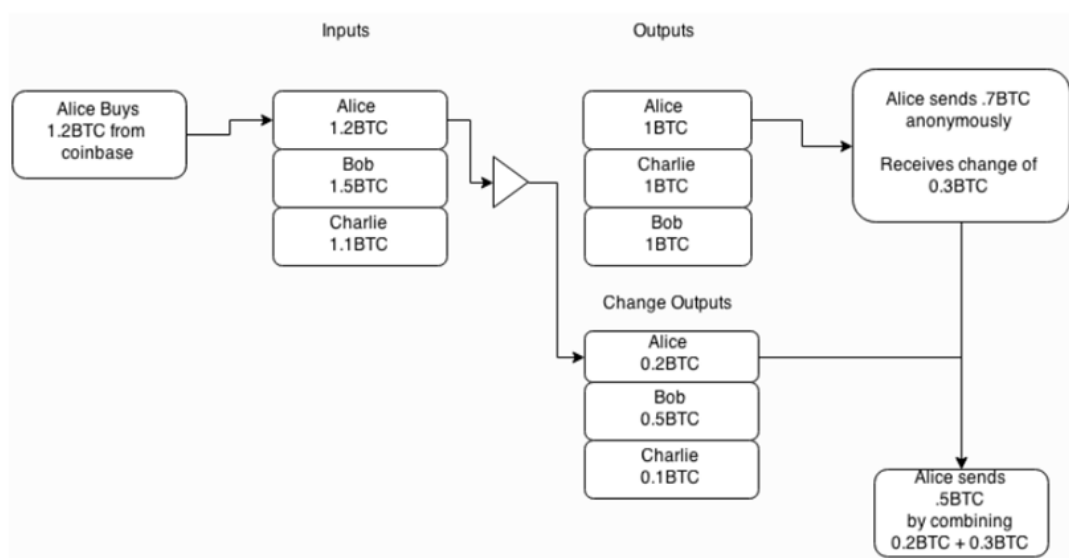 Inputs
Outputs
Alice Buys
1.2BTC from
coinbase
Alice
1.2BTC
Bob
1.5BTC
Charlie
1.1BTC
Alice
1BTC
Charlie
1BTC
Bob
1BTC
Alice sends .7BTC
anonymously
Receives change of
0.3BTC
Change Outputs
Alice
0.2BTC
Bob
0.5BTC
Charlie
0.1BTC
Alice sends
.5BTC
by combining
0.2BTC + 0.3BTC